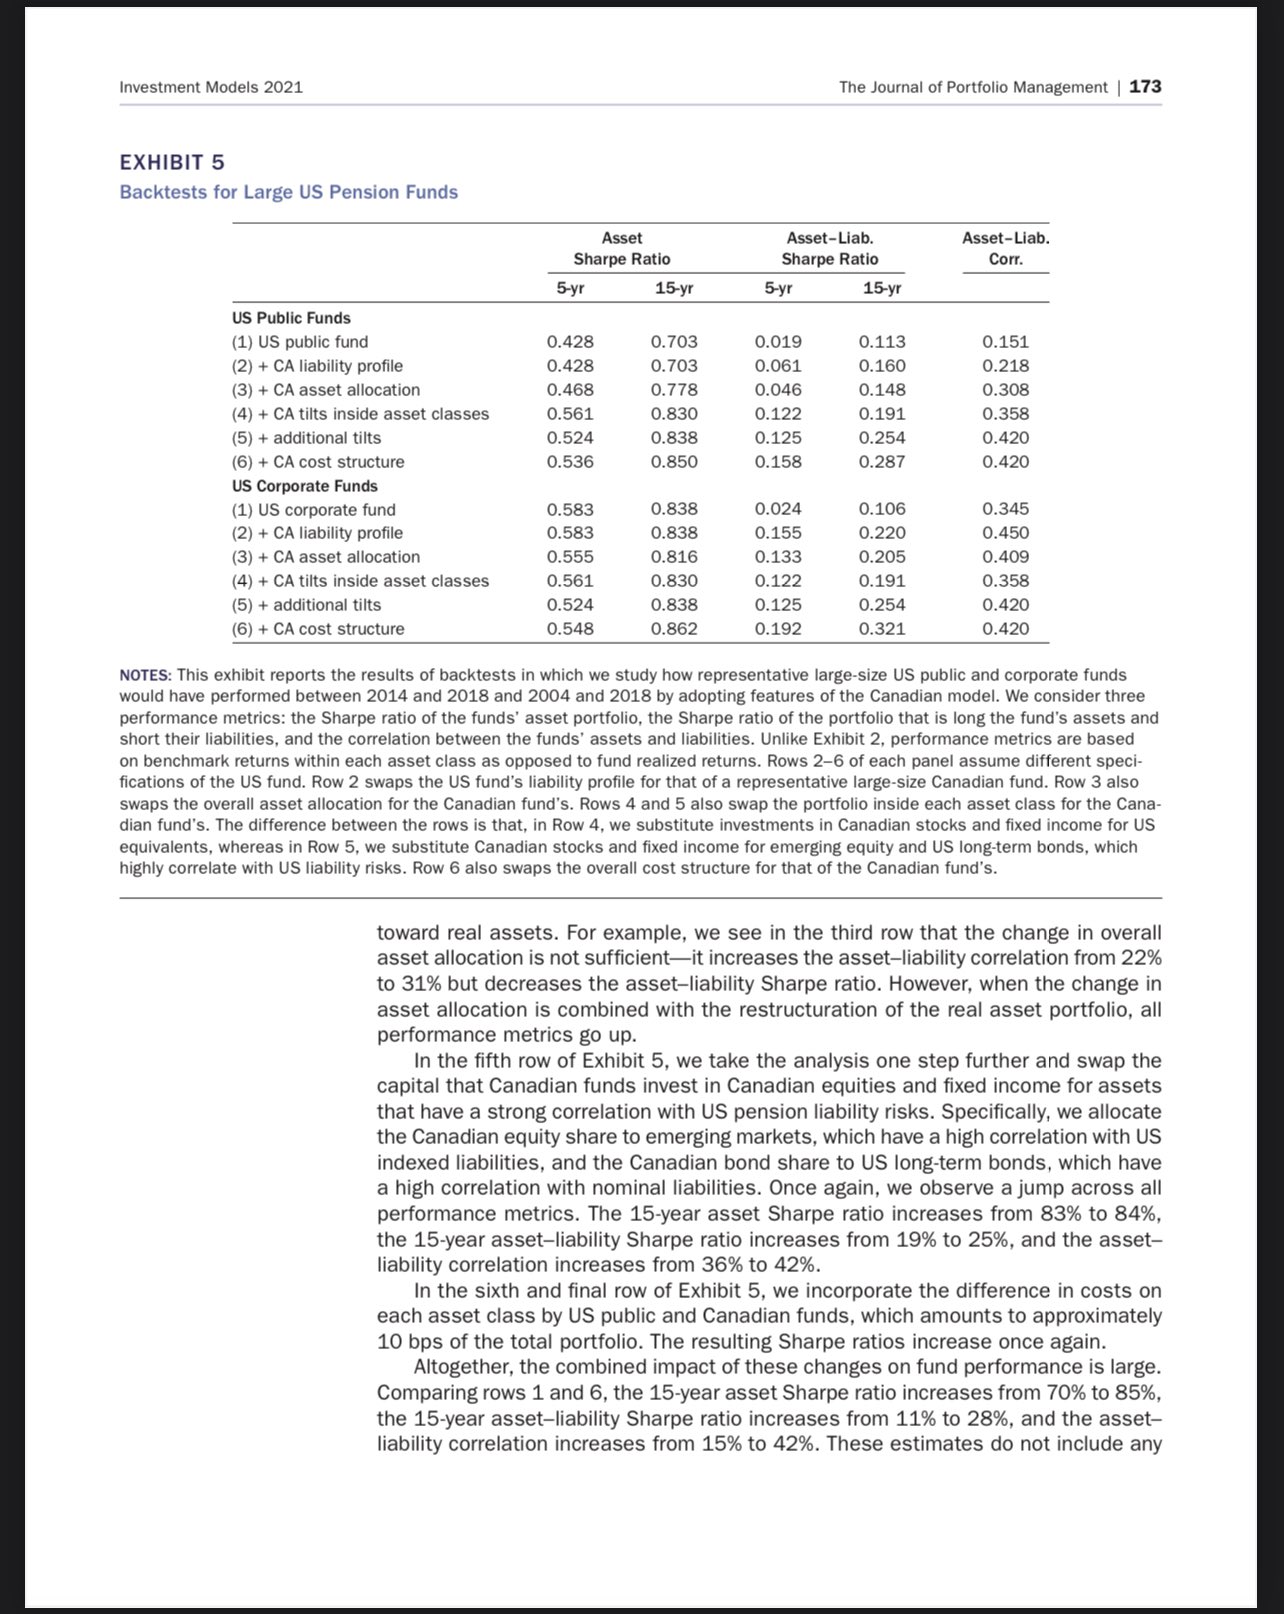 Investment Models 2021
The Journal of Portfolio Management | 173
EXHIBIT 5
Backtests for Large US Pension Funds
Asset Asset–Liab. Asset–Liab.
Sharpe Ratio Sharpe Ratio Corr.
5-yr 15-yr 5-yr 15-yr
US Public Funds
(1) US public fund 0.428 0.703 0.019 0.113 0.151
(2) + CA liability profile 0.428 0.703 0.061 0.160 0.218
(3) + CA asset allocation 0.468 0.778 0.046 0.148 0.308
(4) + CA tilts inside asset classes 0.561 0.830 0.122 0.191 0.358
(5) + additional tilts 0.524 0.838 0.125 0.254 0.420
(6) + CA cost structure 0.536 0.850 0.158 0.287 0.420
US Corporate Funds
(1) US corporate fund 0.583 0.838 0.024 0.106 0.345
(2) + CA liability profile 0.583 0.838 0.155 0.220 0.450
(3) + CA asset allocation 0.555 0.816 0.133 0.205 0.409
(4) + CA tilts inside asset classes 0.561 0.830 0.122 0.191 0.358
(5) + additional tilts 0.524 0.838 0.125 0.254 0.420
(6) + CA cost structure 0.548 0.862 0.192 0.321 0.420
NOTES: This exhibit reports the results of backtests in which we study how representative large-size US public and corporate funds
would have performed between 2014 and 2018 and 2004 and 2018 by adopting features of the Canadian model. We consider three
performance metrics: the Sharpe ratio of the funds' asset portfolio, the Sharpe ratio of the portfolio that is long the fund's assets and
short their liabilities, and the correlation between the funds' assets and liabilities. Unlike Exhibit 2, performance metrics are based
on benchmark returns within each asset class as opposed to fund realized returns. Rows 2–6 of each panel assume different speci-
fications of the US fund. Row 2 swaps the US fund's liability profile for that of a representative large-size Canadian fund. Row 3 also
swaps the overall asset allocation for the Canadian fund's. Rows 4 and 5 also swap the portfolio inside each asset class for the Cana-
dian fund's. The difference between the rows is that, in Row 4, we substitute investments in Canadian stocks and fixed income for US
equivalents, whereas in Row 5, we substitute Canadian stocks and fixed income for emerging equity and US long-term bonds, which
highly correlate with US liability risks. Row 6 also swaps the overall cost structure for that of the Canadian fund's.
toward real assets. For example, we see in the third row that the change in overall
asset allocation is not sufficient—it increases the asset–liability correlation from 22%
to 31% but decreases the asset–liability Sharpe ratio. However, when the change in
asset allocation is combined with the restructuration of the real asset portfolio, all
performance metrics go up.
In the fifth row of Exhibit 5, we take the analysis one step further and swap the
capital that Canadian funds invest in Canadian equities and fixed income for assets
that have a strong correlation with US pension liability risks. Specifically, we allocate
the Canadian equity share to emerging markets, which have a high correlation with US
indexed liabilities, and the Canadian bond share to US long-term bonds, which have
a high correlation with nominal liabilities. Once again, we observe a jump across all
performance metrics. The 15-year asset Sharpe ratio increases from 83% to 84%,
the 15-year asset–liability Sharpe ratio increases from 19% to 25%, and the asset–
liability correlation increases from 36% to 42%.
In the sixth and final row of Exhibit 5, we incorporate the difference in costs on
each asset class by US public and Canadian funds, which amounts to approximately
10 bps of the total portfolio. The resulting Sharpe ratios increase once again.
Altogether, the combined impact of these changes on fund performance is large.
Comparing rows 1 and 6, the 15-year asset Sharpe ratio increases from 70% to 85%,
the 15-year asset–liability Sharpe ratio increases from 11% to 28%, and the asset–
liability correlation increases from 15% to 42%. These estimates do not include any